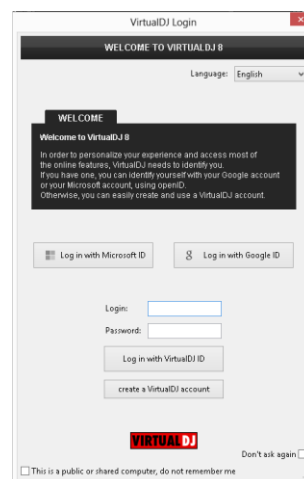 VirtualDJ Login
WELCOME TO VIRTUALDJ 8
Language: English
WELCOME
Welcome to VirtualDJ 8
In order to personalize your experience and access most of
the online features, VirtualDJ needs to identify you.
If you have one, you can identify yourself with your Google account
or your Microsoft account, using openID.
Otherwise, you can easily create and use a VirtualDJ account.
Log in with Microsoft ID
g Log in with Google ID
Login:
Password:
Log in with VirtualDJ ID
create a VirtualDJ account
VIRTUAL DJ
Don't ask again
This is a public or shared computer, do not remember me